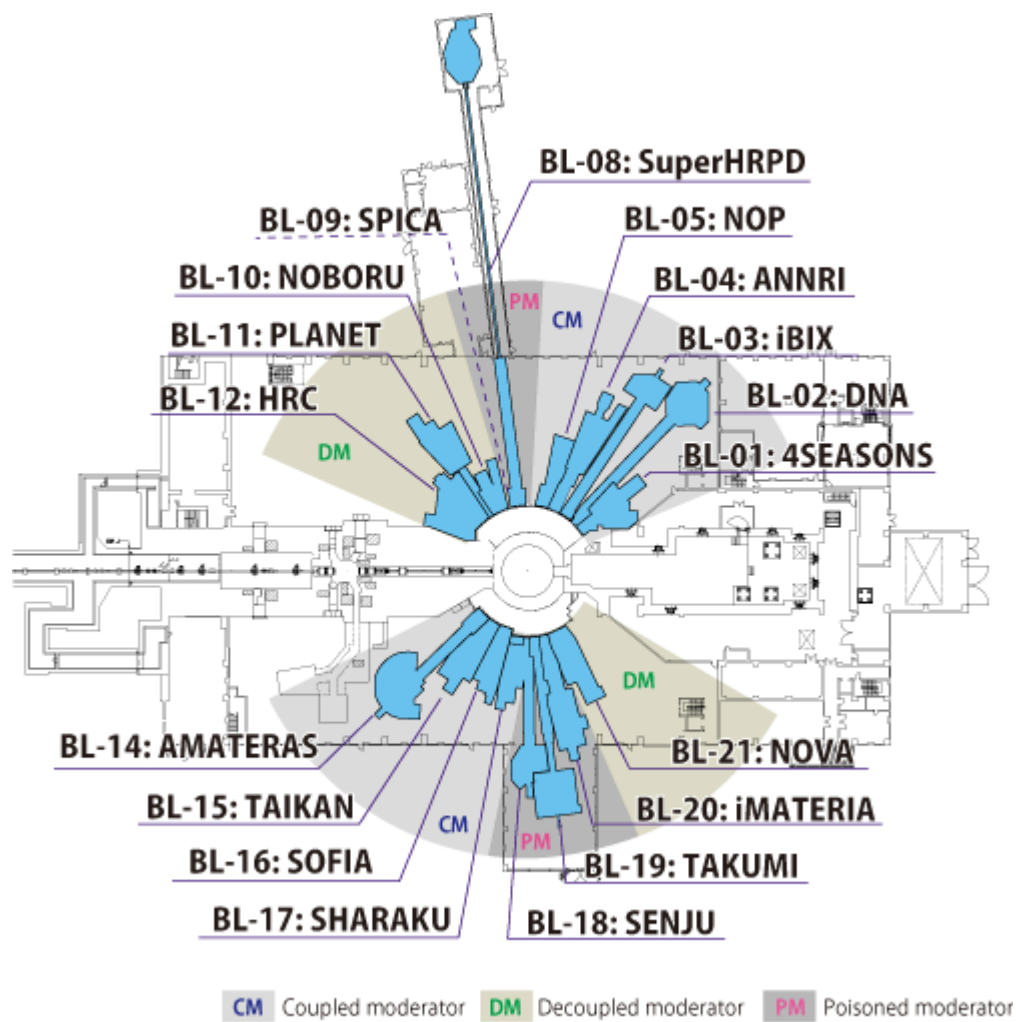 BL-08: SuperHRPD
BL-09: SPICA
BL-05: NOP
BL-10: NOBORU
BL-04: ANNRI
PM
CM
BL-11: PLANET
BL-03: iBIX
BL-12: HRC
BL-02: DNA
DM
BL-01: 4SEASONS
DM
BL-14: AMATERAS
BL-21: NOVA
BL-15: TAIKAN
BL-20: iMATERIA
CM
PM
BL-16: SOFIA
BL-19: TAKUMI
BL-17: SHARAKU
BL-18: SENJU
CM Coupled moderator DM Decoupled moderator PM Poisoned moderator